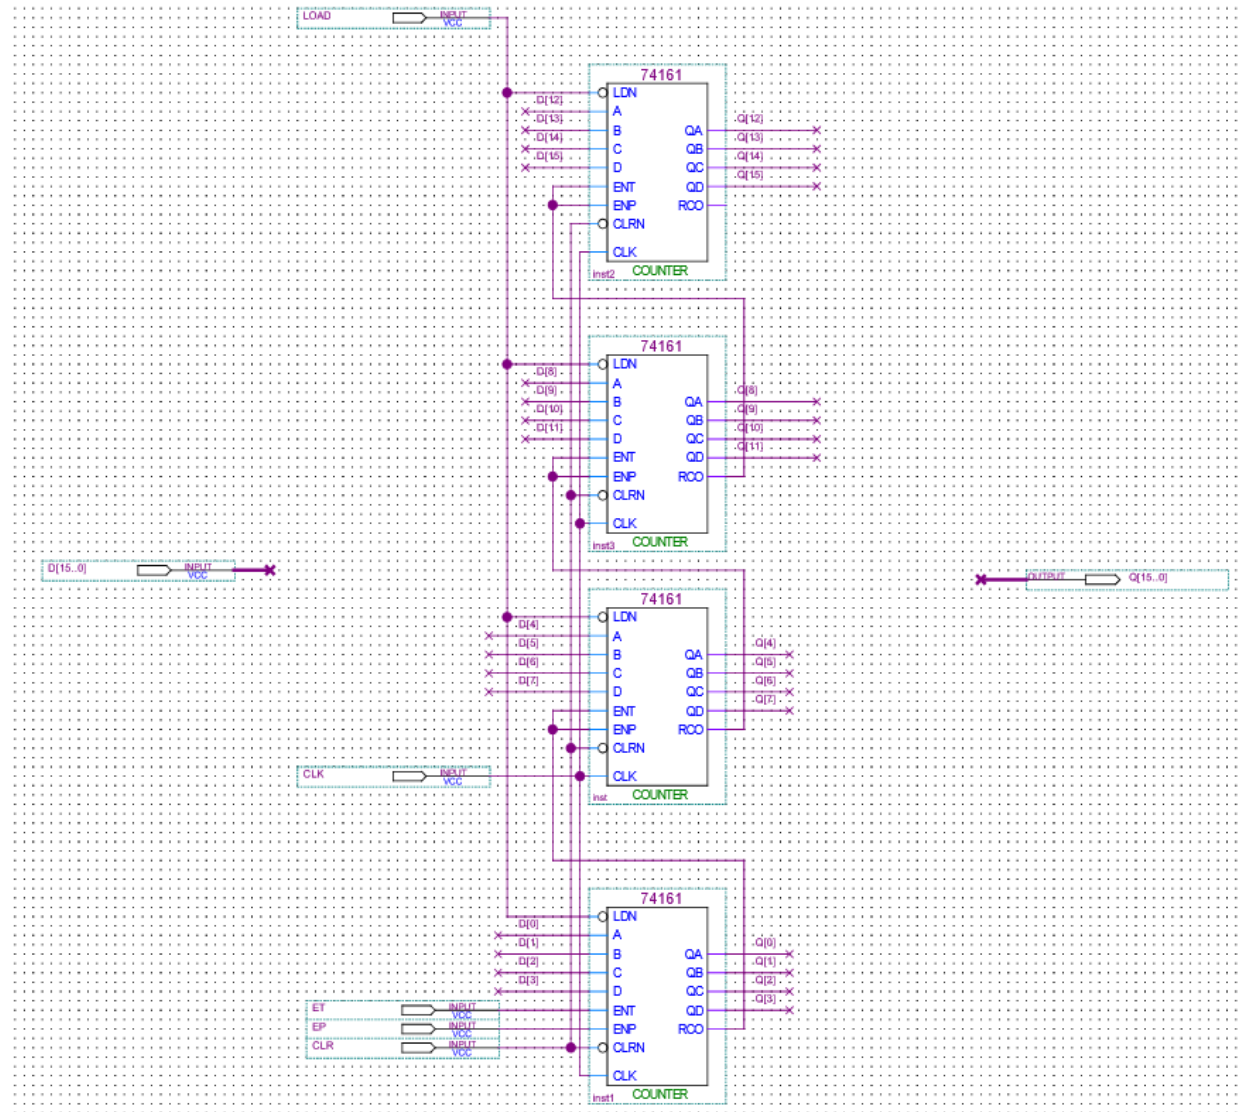 LOAD INPUT VCC
74161
LDN
D[12] A
D[13] B QA Q[12]
D[14] C QB Q[13]
D[15] D QC Q[14]
ENT QD Q[15]
ENP RCO
CLRN
CLK
inst2 COUNTER
74161
LDN
D[8] A
D[9] B QA Q[8]
D[10] C QB Q[9]
D[11] D QC Q[10]
ENT QD Q[11]
ENP RCO
CLRN
CLK
inst3 COUNTER
D[15..0] INPUT VCC
OUTPUT Q[15..0]
74161
LDN
D[4] A
D[5] B QA Q[4]
D[6] C QB Q[5]
D[7] D QC Q[6]
ENT QD Q[7]
ENP RCO
CLRN
CLK INPUT VCC CLK
inst COUNTER
74161
LDN
D[0] A
D[1] B QA Q[0]
D[2] C QB Q[1]
D[3] D QC Q[2]
ET INPUT VCC ENT QD Q[3]
EP INPUT VCC ENP RCO
CLR INPUT VCC CLRN
CLK
inst1 COUNTER